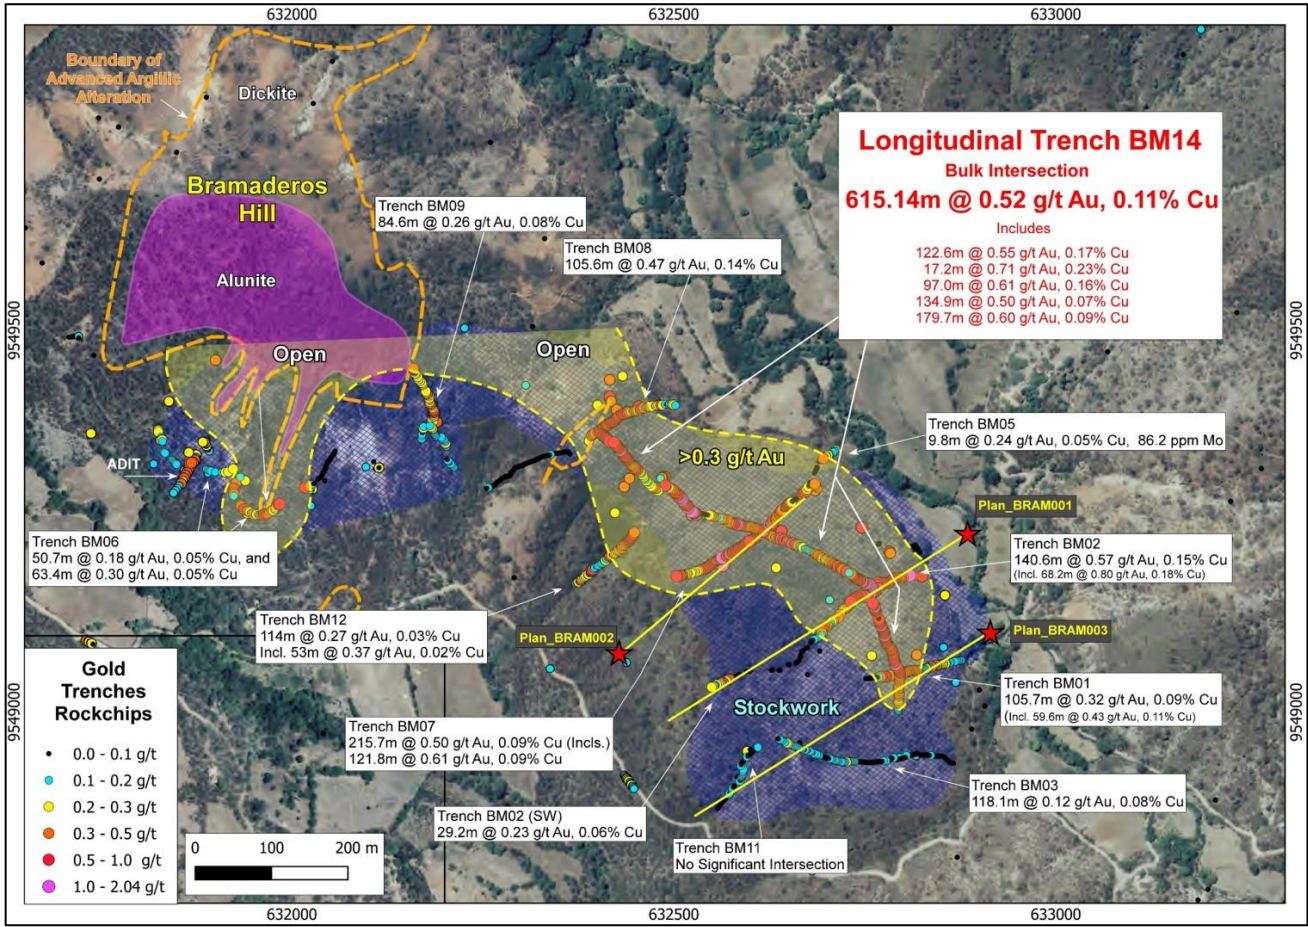 632000
632500
633000
Boundary of
Advanced Argillic
Alteration
Dickite
Bramaderos
Hill
Alunite
Open
Open
Trench BM09
84.6m @ 0.26 g/t Au, 0.08% Cu
Trench BM08
105.6m @ 0.47 g/t Au, 0.14% Cu
Longitudinal Trench BM14
Bulk Intersection
615.14m @ 0.52 g/t Au, 0.11% Cu
Includes
122.6m @ 0.55 g/t Au, 0.17% Cu
17.2m @ 0.71 g/t Au, 0.23% Cu
97.0m @ 0.61 g/t Au, 0.16% Cu
134.9m @ 0.50 g/t Au, 0.07% Cu
179.7m @ 0.60 g/t Au, 0.09% Cu
9549500
9549500
Trench BM05
9.8m @ 0.24 g/t Au, 0.05% Cu, 86.2 ppm Mo
>0.3 g/t Au
ADIT
Plan_BRAM001
Trench BM06
50.7m @ 0.18 g/t Au, 0.05% Cu, and
63.4m @ 0.30 g/t Au, 0.05% Cu
Trench BM02
140.6m @ 0.57 g/t Au, 0.15% Cu
(Incl. 68.2m @ 0.80 g/t Au, 0.18% Cu)
Trench BM12
114m @ 0.27 g/t Au, 0.03% Cu
Incl. 53m @ 0.37 g/t Au, 0.02% Cu
Plan_BRAM002
Plan_BRAM003
Trench BM01
105.7m @ 0.32 g/t Au, 0.09% Cu
(Incl. 59.6m @ 0.43 g/t Au, 0.11% Cu)
Stockwork
9549000
9549000
Trench BM07
215.7m @ 0.50 g/t Au, 0.09% Cu (Incls.)
121.8m @ 0.61 g/t Au, 0.09% Cu
Trench BM03
118.1m @ 0.12 g/t Au, 0.08% Cu
Trench BM02 (SW)
29.2m @ 0.23 g/t Au, 0.06% Cu
Trench BM11
No Significant Intersection
Gold
Trenches
Rockchips
0.0 - 0.1 g/t
0.1 - 0.2 g/t
0.2 - 0.3 g/t
0.3 - 0.5 g/t
0.5 - 1.0 g/t
1.0 - 2.04 g/t
0 100 200 m
632000
632500
633000